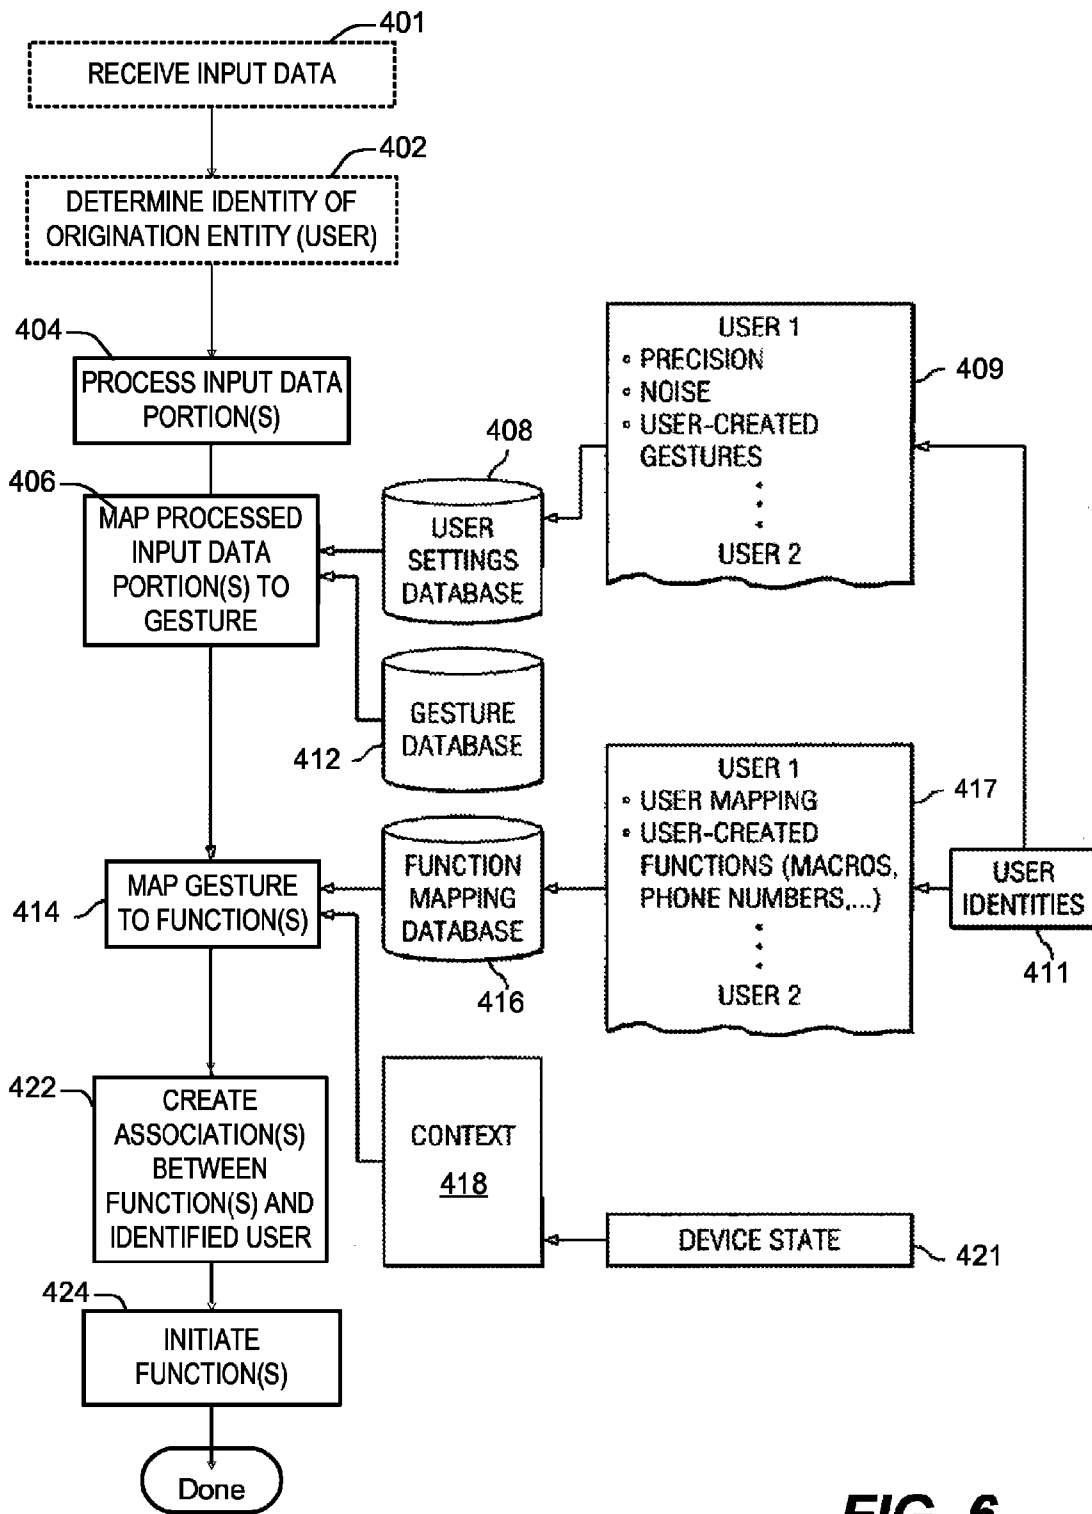 401
RECEIVE INPUT DATA
402
DETERMINE IDENTITY OF
ORIGINATION ENTITY (USER)
404
PROCESS INPUT DATA
PORTION(S)
406
MAP PROCESSED
INPUT DATA
PORTION(S) TO
GESTURE
408
USER
SETTINGS
DATABASE
USER 1
• PRECISION
• NOISE
• USER-CREATED
GESTURES
USER 2
409
GESTURE
DATABASE
412
414
MAP GESTURE
TO FUNCTION(S)
FUNCTION
MAPPING
DATABASE
416
USER 1
• USER MAPPING
• USER-CREATED
FUNCTIONS (MACROS,
PHONE NUMBERS,...)
USER 2
417
USER
IDENTITIES
411
422
CREATE
ASSOCIATION(S)
BETWEEN
FUNCTION(S) AND
IDENTIFIED USER
CONTEXT
418
DEVICE STATE
421
424
INITIATE
FUNCTION(S)
Done
FIG. 6